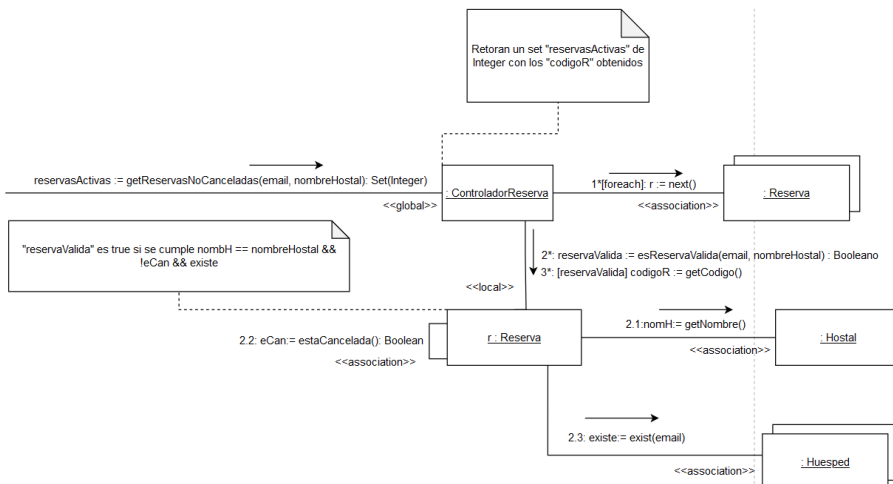 Retoran un set "reservasActivas" de
Integer con los "codigoR" obtenidos
reservasActivas := getReservasNoCanceladas(email, nombreHostal): Set(Integer)
: ControladorReserva
<<global>>
1*[foreach]: r := next()
<<association>>
: Reserva
"reservaValida" es true si se cumple nombH == nombreHostal &&
!eCan && existe
2*: reservaValida := esReservaValida(email, nombreHostal) : Booleano
3*: [reservaValida] codigoR := getCodigo()
<<local>>
2.2: eCan:= estaCancelada(): Boolean
<<association>>
r : Reserva
2.1:nomH:= getNombre()
<<association>>
: Hostal
2.3: existe:= exist(email)
<<association>>
: Huesped